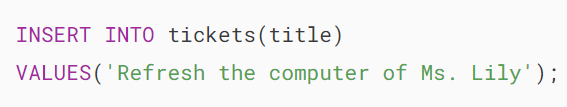 INSERT INTO tickets(title)
VALUES('Refresh the computer of Ms. Lily');